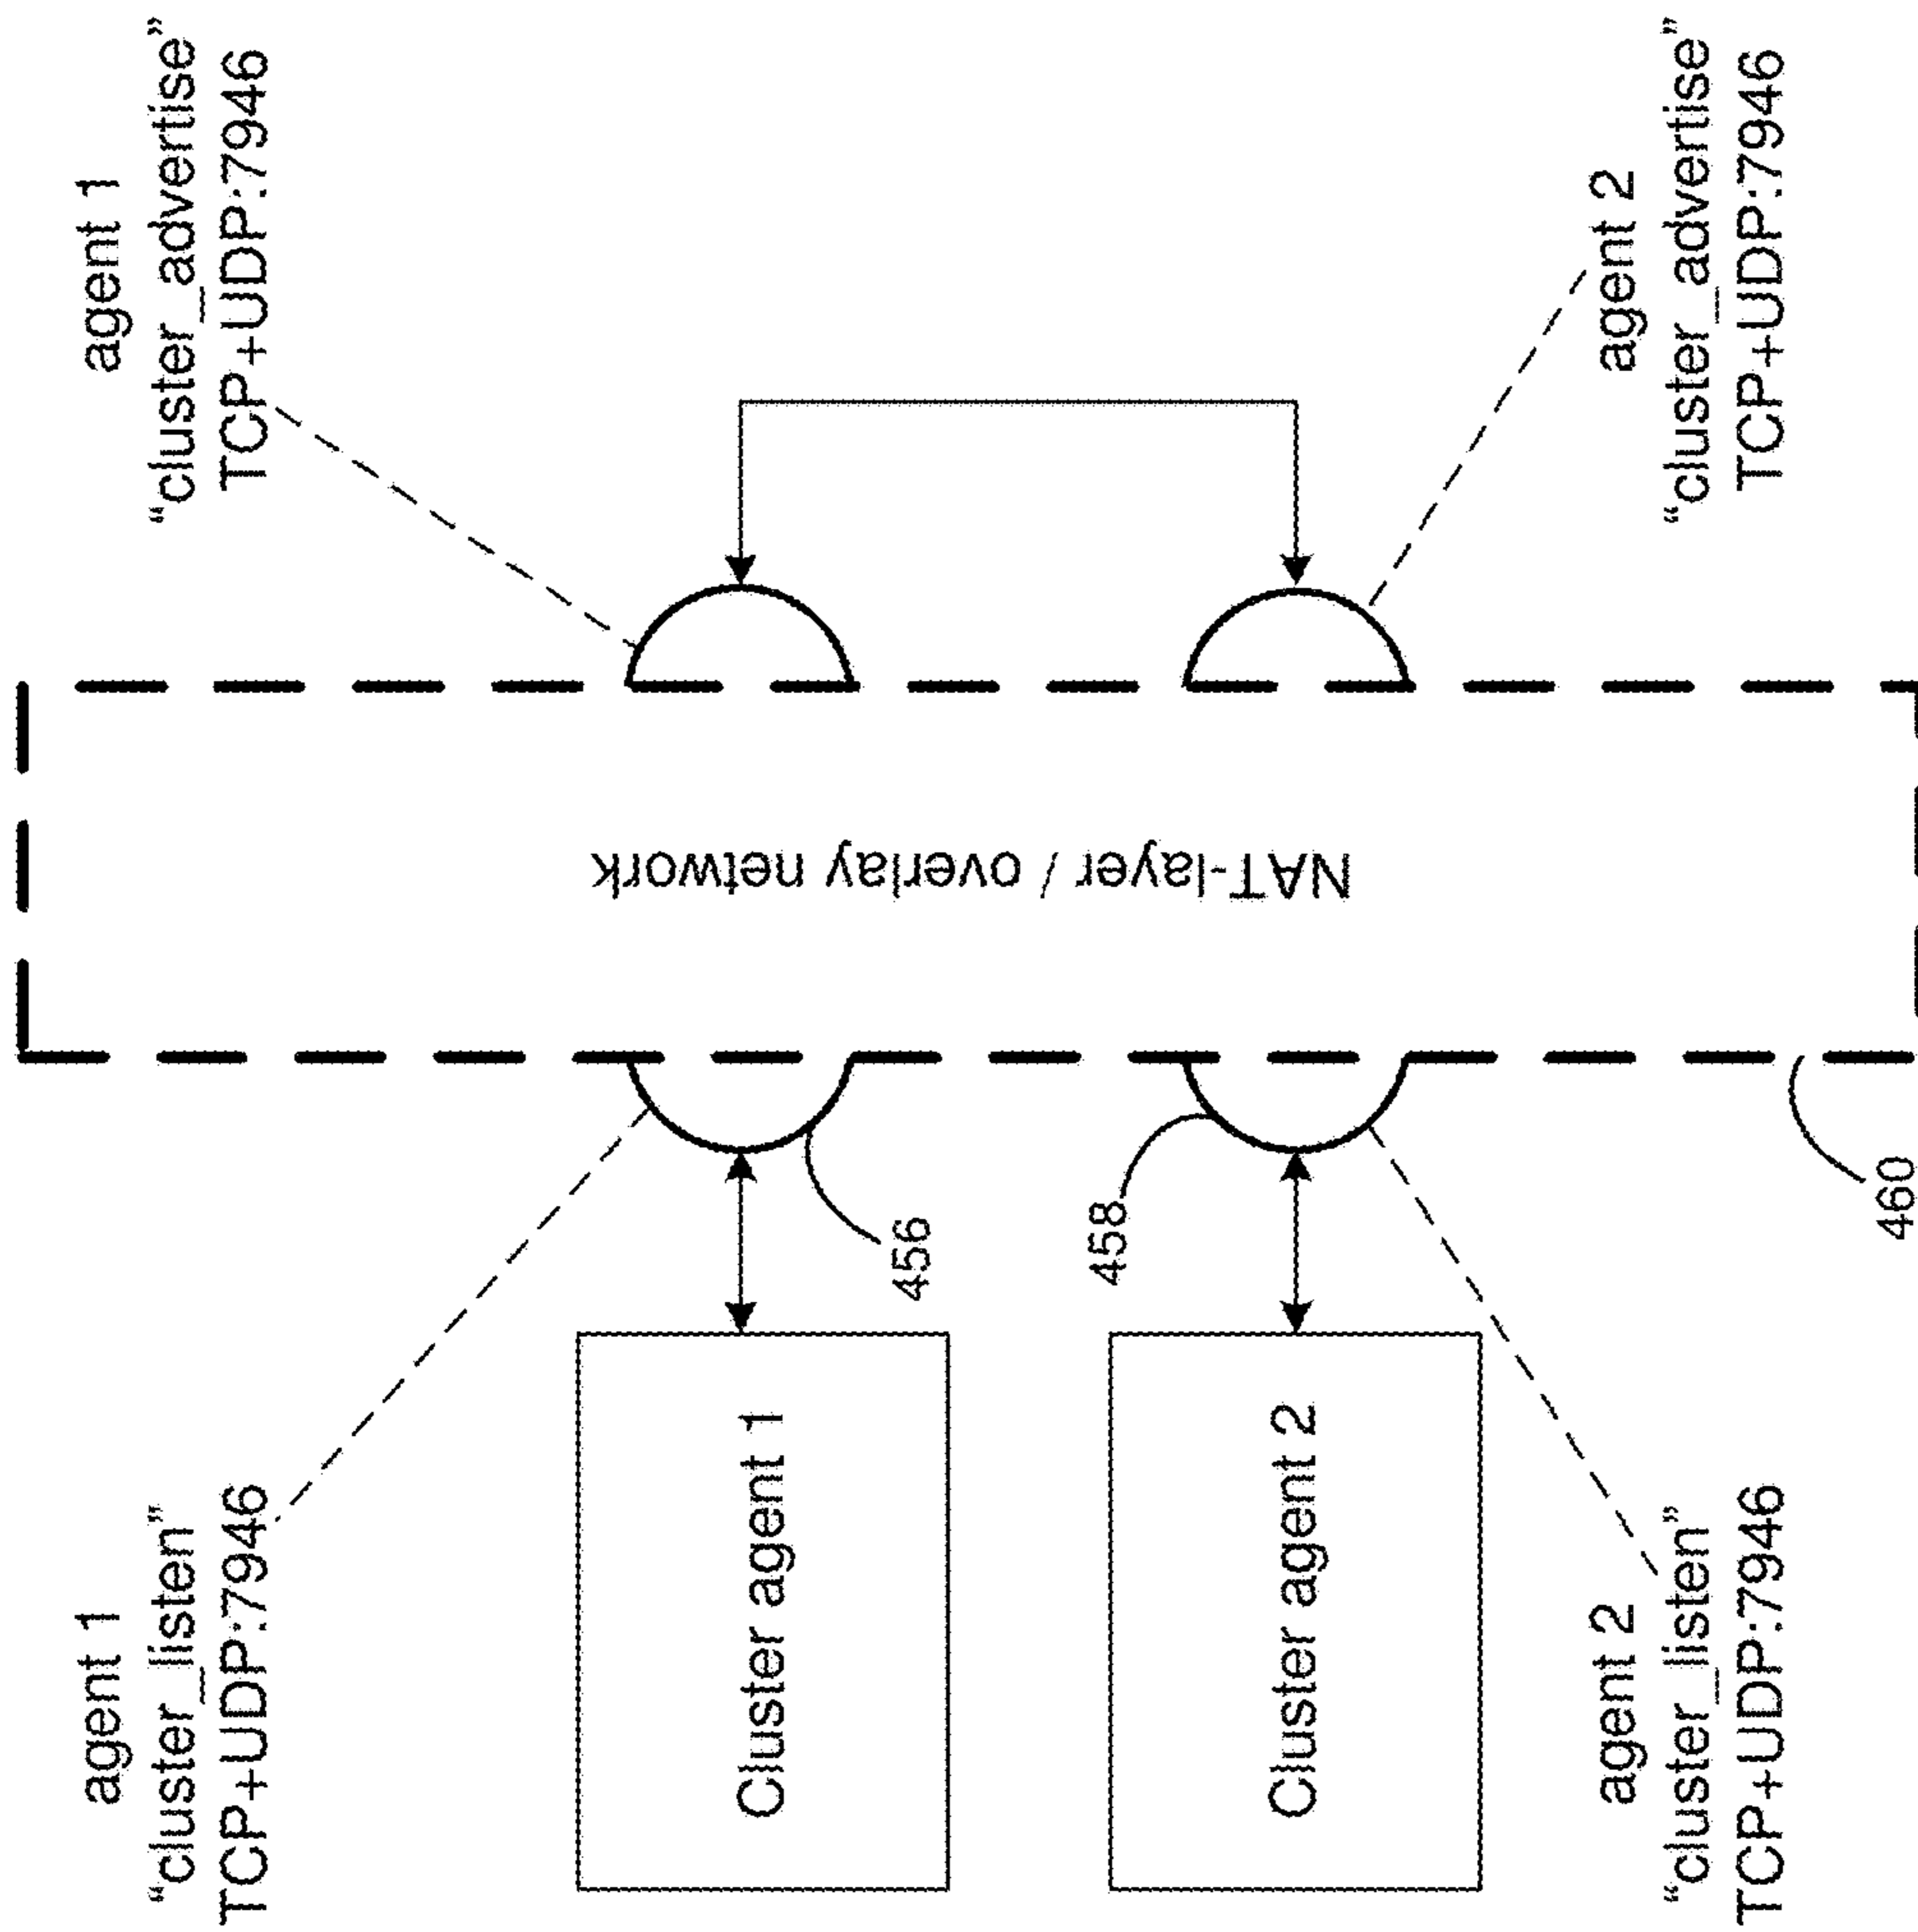 agent 1
“cluster_listen”
TCP+UDP:7946
agent 1
“cluster_advertise”
TCP+UDP:7946
Cluster agent 1
456
NAT-layer / overlay network
458
Cluster agent 2
agent 2
“cluster_listen”
TCP+UDP:7946
agent 2
“cluster_advertise”
TCP+UDP:7946
460